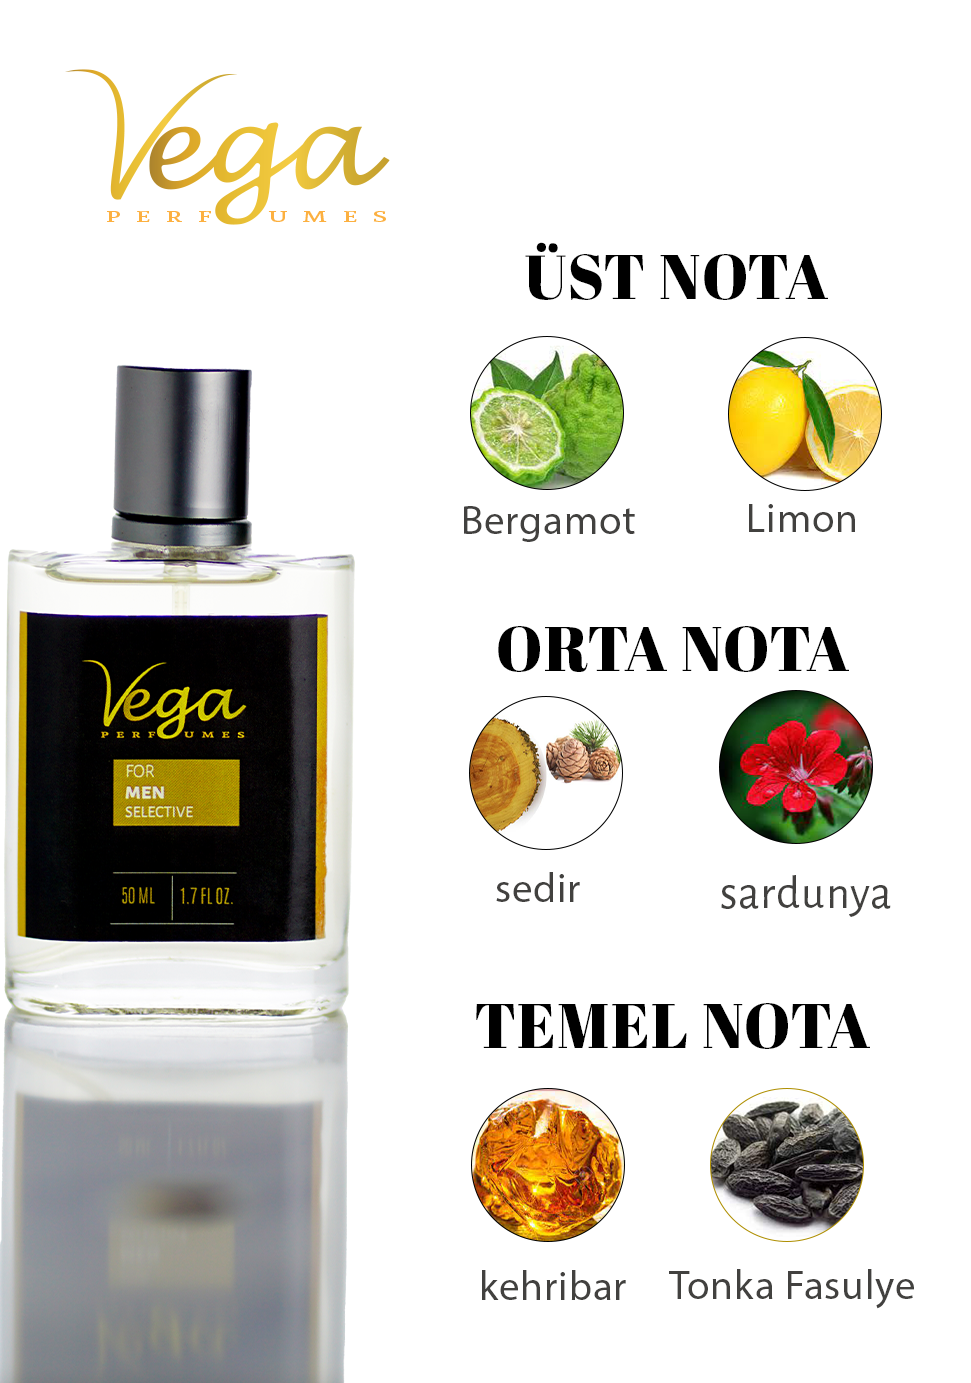 Vega
PERFUMES
ÜST NOTA
Bergamot
Limon
Vega
PERFUMES
FOR
MEN
SELECTIVE
50 ML
1.7 FL OZ.
ORTA NOTA
sedir
sardunya
TEMEL NOTA
kehribar
Tonka Fasulye